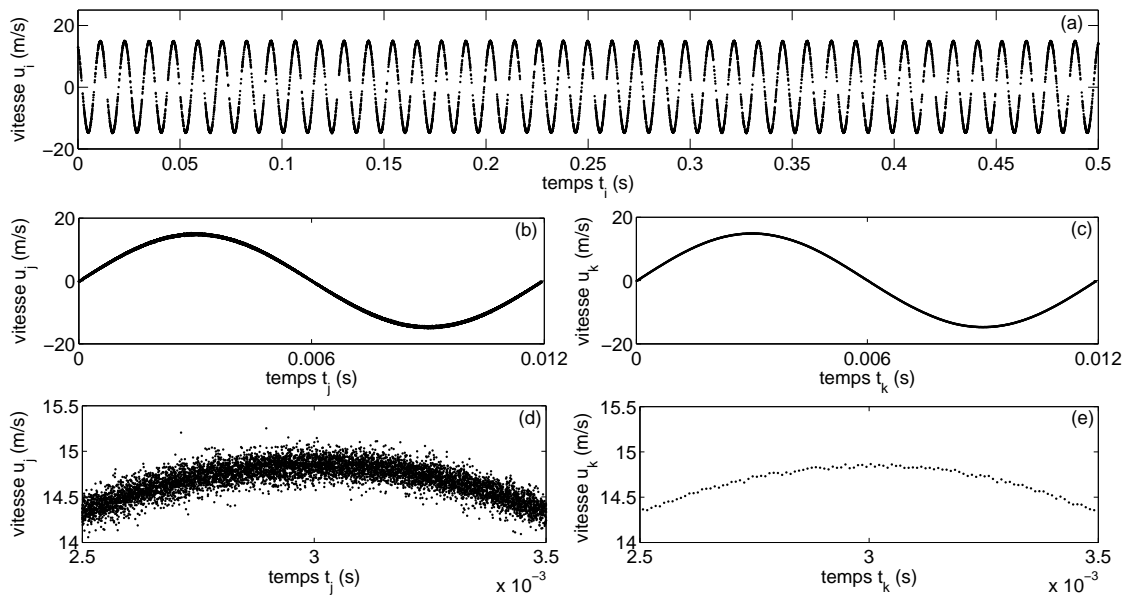 20
0
−20
vitesse u_i (m/s)
(a)
0 0.05 0.1 0.15 0.2 0.25 0.3 0.35 0.4 0.45 0.5
temps t_i (s)
20
0
−20
vitesse u_j (m/s)
(b)
0 0.006 0.012
temps t_j (s)
20
0
−20
vitesse u_k (m/s)
(c)
0 0.006 0.012
temps t_k (s)
15.5
15
14.5
14
vitesse u_j (m/s)
(d)
2.5 3 3.5
temps t_j (s)
x 10⁻³
15.5
15
14.5
14
vitesse u_k (m/s)
(e)
2.5 3 3.5
temps t_k (s)
x 10⁻³